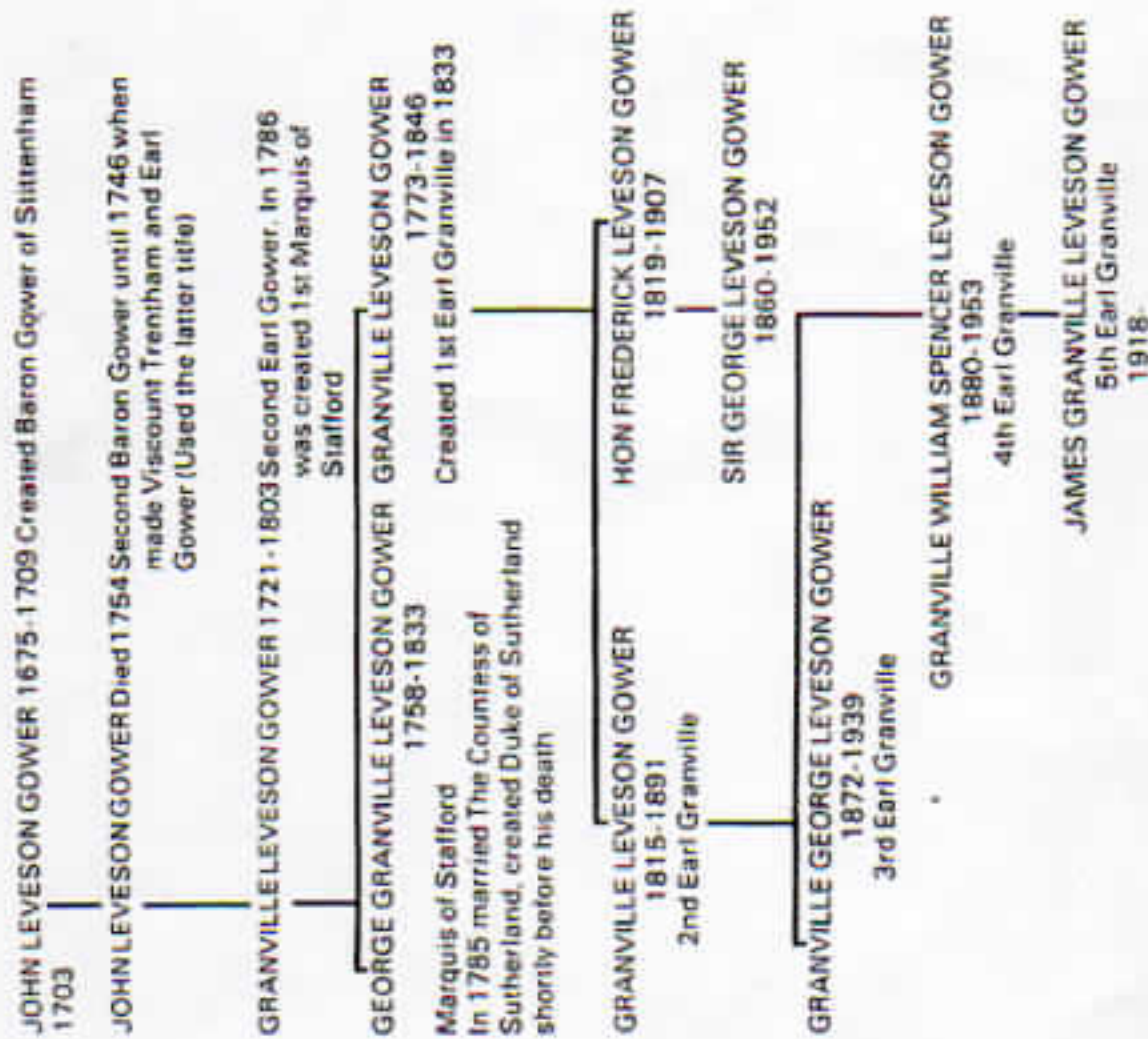 JOHN LEVESON GOWER 1675-1709 Created Baron Gower of Sittenham
1703
JOHN LEVESON GOWER Died 1754 Second Baron Gower until 1746 when
made Viscount Trentham and Earl
Gower (Used the latter title)
GRANVILLE LEVESON GOWER 1721-1803 Second Earl Gower. In 1786
was created 1st Marquis of
Stafford
GEORGE GRANVILLE LEVESON GOWER
1758-1833
Marquis of Stafford
In 1785 married The Countess of
Sutherland, created Duke of Sutherland
shortly before his death
GRANVILLE LEVESON GOWER
1773-1846
Created 1st Earl Granville in 1833
GRANVILLE LEVESON GOWER
1815-1891
2nd Earl Granville
HON FREDERICK LEVESON GOWER
1819-1907
SIR GEORGE LEVESON GOWER
1860-1952
GRANVILLE GEORGE LEVESON GOWER
1872-1939
3rd Earl Granville
GRANVILLE WILLIAM SPENCER LEVESON GOWER
1880-1953
4th Earl Granville
JAMES GRANVILLE LEVESON GOWER
5th Earl Granville
1918-